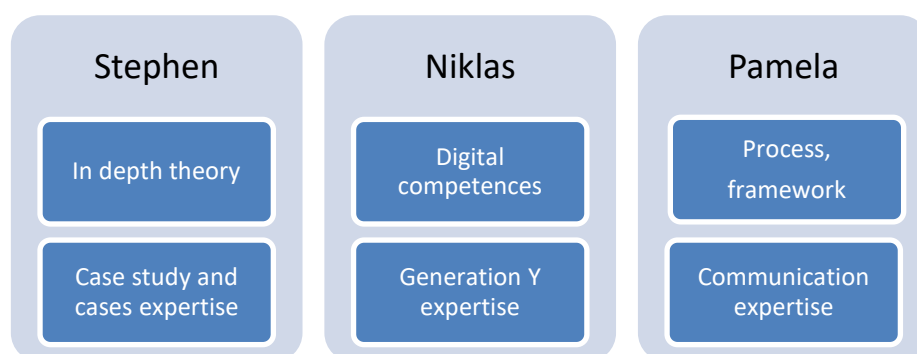 Stephen
In depth theory
Case study and
cases expertise
Niklas
Digital
competences
Generation Y
expertise
Pamela
Process,
framework
Communication
expertise